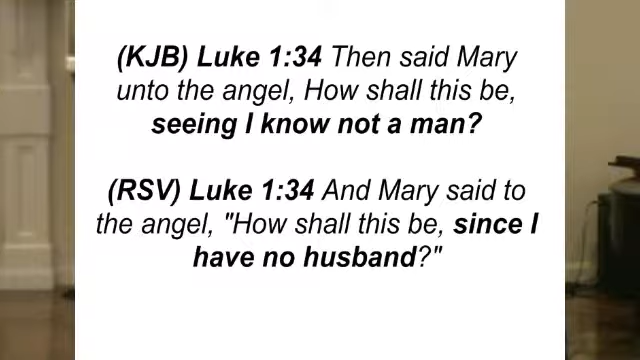 (KJB) Luke 1:34 Then said Mary
unto the angel, How shall this be,
seeing I know not a man?
(RSV) Luke 1:34 And Mary said to
the angel, "How shall this be, since I
have no husband?"